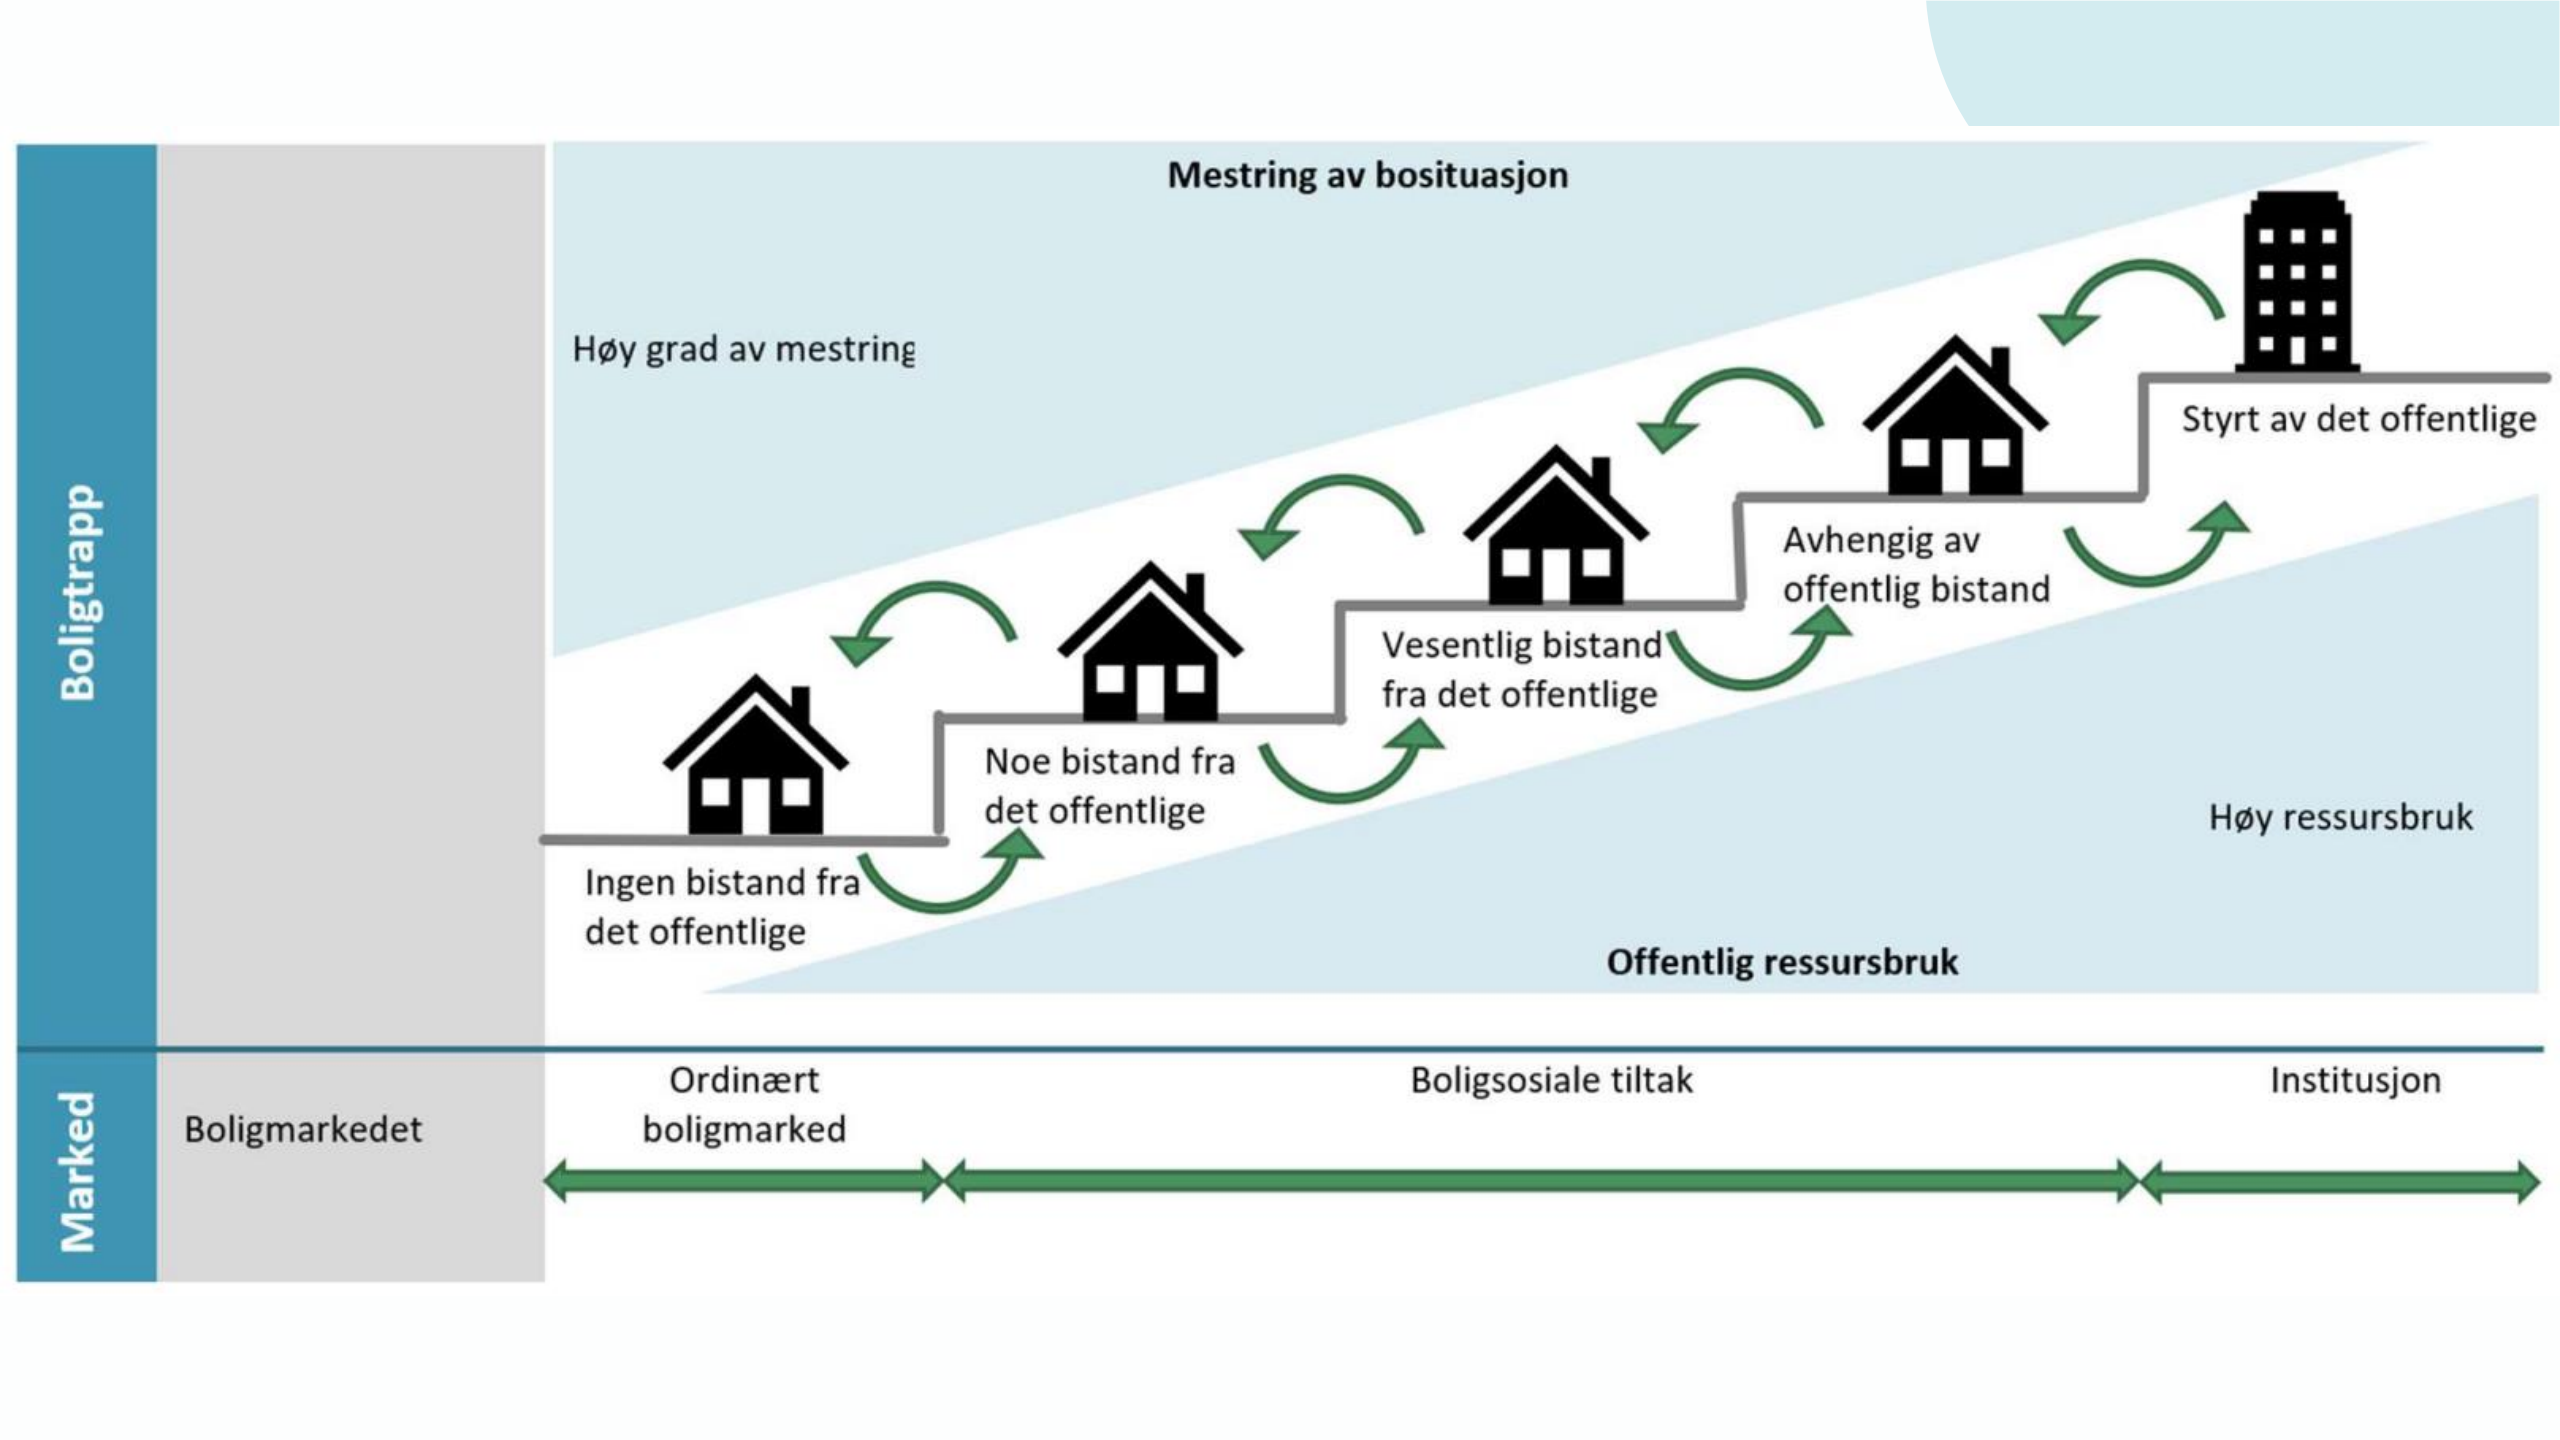 Mestring av bosituasjon
Høy grad av mestring
Styrt av det offentlige
Avhengig av
offentlig bistand
Vesentlig bistand
fra det offentlige
Noe bistand fra
det offentlige
Ingen bistand fra
det offentlige
Høy ressursbruk
Offentlig ressursbruk
Boligtrapp
Marked
Boligmarkedet
Ordinært
boligmarked
Boligsosiale tiltak
Institusjon